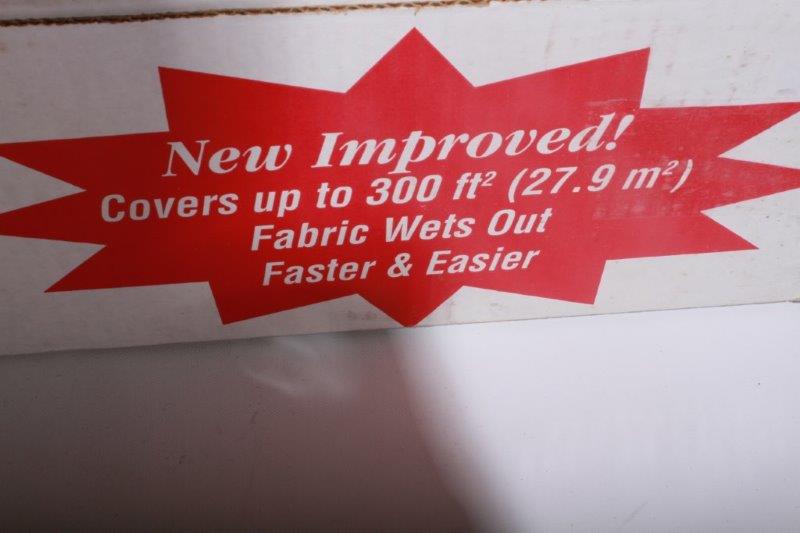 New Improved!
Covers up to 300 ft² (27.9 m²)
Fabric Wets Out
Faster & Easier